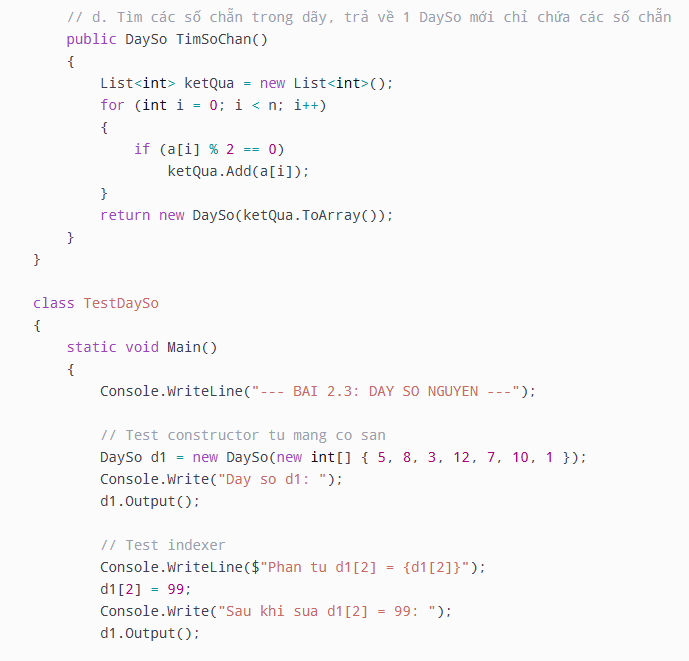 // d. Tìm các số chẵn trong dãy, trả về 1 DaySo mới chỉ chứa các số chẵn
public DaySo TimSoChan()
{
List<int> ketQua = new List<int>();
for (int i = 0; i < n; i++)
{
if (a[i] % 2 == 0)
ketQua.Add(a[i]);
}
return new DaySo(ketQua.ToArray());
}
}
class TestDaySo
{
static void Main()
{
Console.WriteLine("--- BAI 2.3: DAY SO NGUYEN ---");
// Test constructor tu mang co san
DaySo d1 = new DaySo(new int[] { 5, 8, 3, 12, 7, 10, 1 });
Console.Write("Day so d1: ");
d1.Output();
// Test indexer
Console.WriteLine($"Phan tu d1[2] = {d1[2]}");
d1[2] = 99;
Console.Write("Sau khi sua d1[2] = 99: ");
d1.Output();